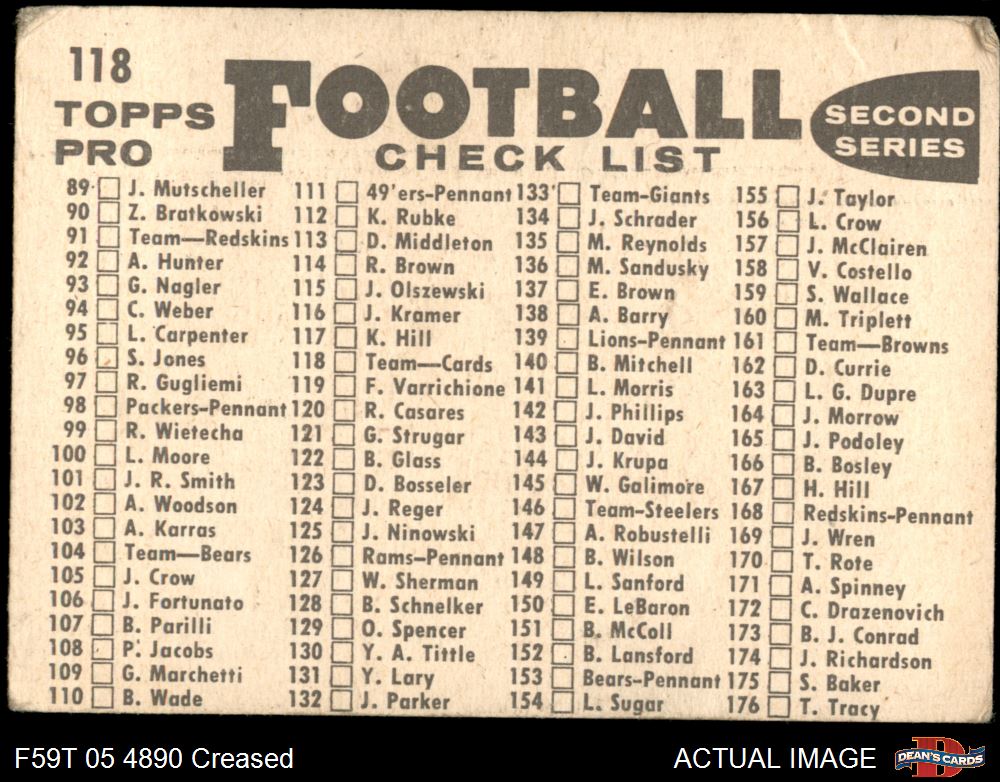 118
TOPPS PRO
FOOTBALL
CHECK LIST
SECOND SERIES
89 J. Mutscheller
90 Z. Bratkowski
91 Team—Redskins
92 A. Hunter
93 G. Nagler
94 C. Weber
95 L. Carpenter
96 S. Jones
97 R. Gugliemi
98 Packers-Pennant
99 R. Wietecha
100 L. Moore
101 J. R. Smith
102 A. Woodson
103 A. Karras
104 Team—Bears
105 J. Crow
106 J. Fortunato
107 B. Parilli
108 P. Jacobs
109 G. Marchetti
110 B. Wade
111 49'ers-Pennant
112 K. Rubke
113 D. Middleton
114 R. Brown
115 J. Olszewski
116 J. Kramer
117 K. Hill
118 Team—Cards
119 F. Varrichione
120 R. Casares
121 G. Strugar
122 B. Glass
123 D. Bosseler
124 J. Reger
125 J. Ninowski
126 Rams-Pennant
127 W. Sherman
128 B. Schnelker
129 O. Spencer
130 Y. A. Tittle
131 Y. Lary
132 J. Parker
133 Team-Giants
134 J. Schrader
135 M. Reynolds
136 M. Sandusky
137 E. Brown
138 A. Barry
139 Lions-Pennant
140 B. Mitchell
141 L. Morris
142 J. Phillips
143 J. David
144 J. Krupa
145 W. Galimore
146 Team-Steelers
147 A. Robustelli
148 B. Wilson
149 L. Sanford
150 E. LeBaron
151 B. McColl
152 B. Lansford
153 Bears-Pennant
154 L. Sugar
155 J. Taylor
156 L. Crow
157 J. McClairen
158 V. Costello
159 S. Wallace
160 M. Triplett
161 Team—Browns
162 D. Currie
163 L. G. Dupre
164 J. Morrow
165 J. Podoley
166 B. Bosley
167 H. Hill
168 Redskins-Pennant
169 J. Wren
170 T. Rote
171 A. Spinney
172 C. Drazenovich
173 B. J. Conrad
174 J. Richardson
175 S. Baker
176 T. Tracy
F59T 05 4890 Creased
ACTUAL IMAGE
D
DEAN'S CARDS